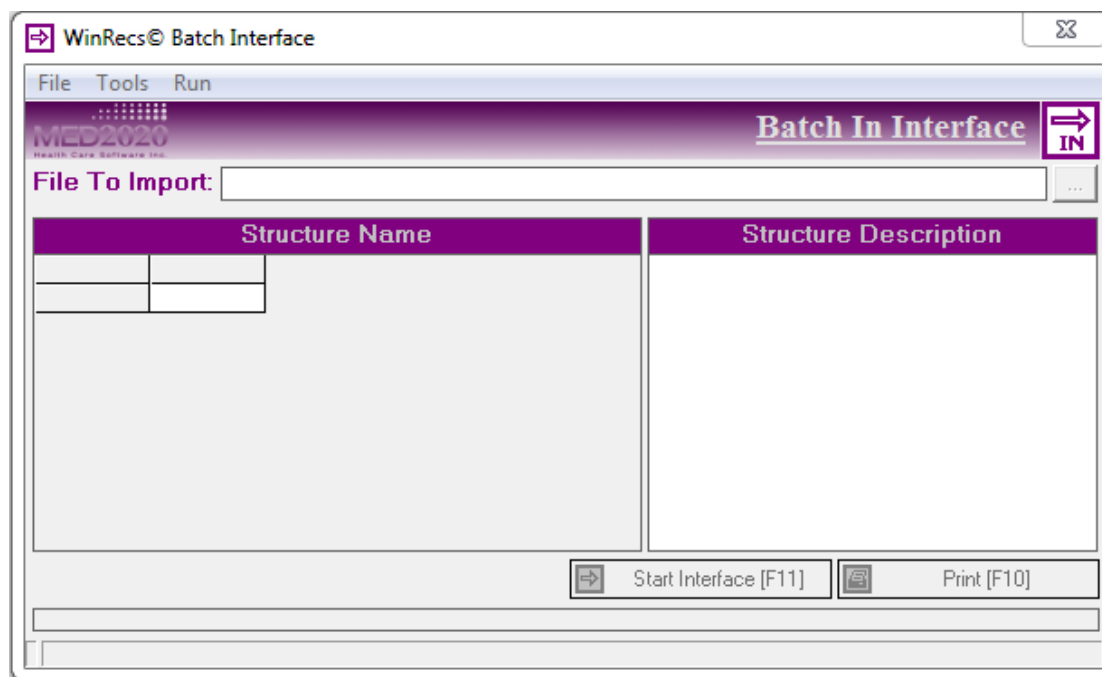 WinRecs© Batch Interface
File Tools Run
MED2020
Health Care Software Inc.
Batch In Interface
IN
File To Import:
...
Structure Name
Structure Description
Start Interface [F11]
Print [F10]